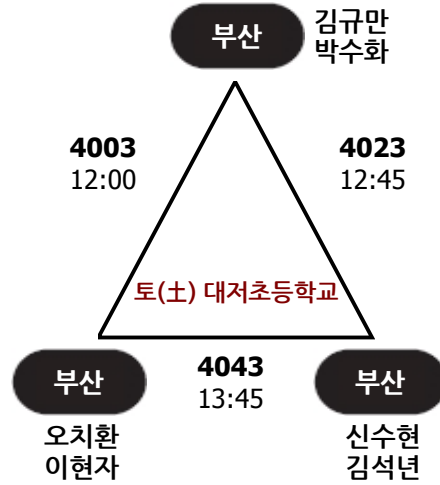 부산
김규만
박수화
4003
12:00
4023
12:45
토(土) 대저초등학교
부산
4043
13:45
부산
오치환
이현자
신수현
김석년